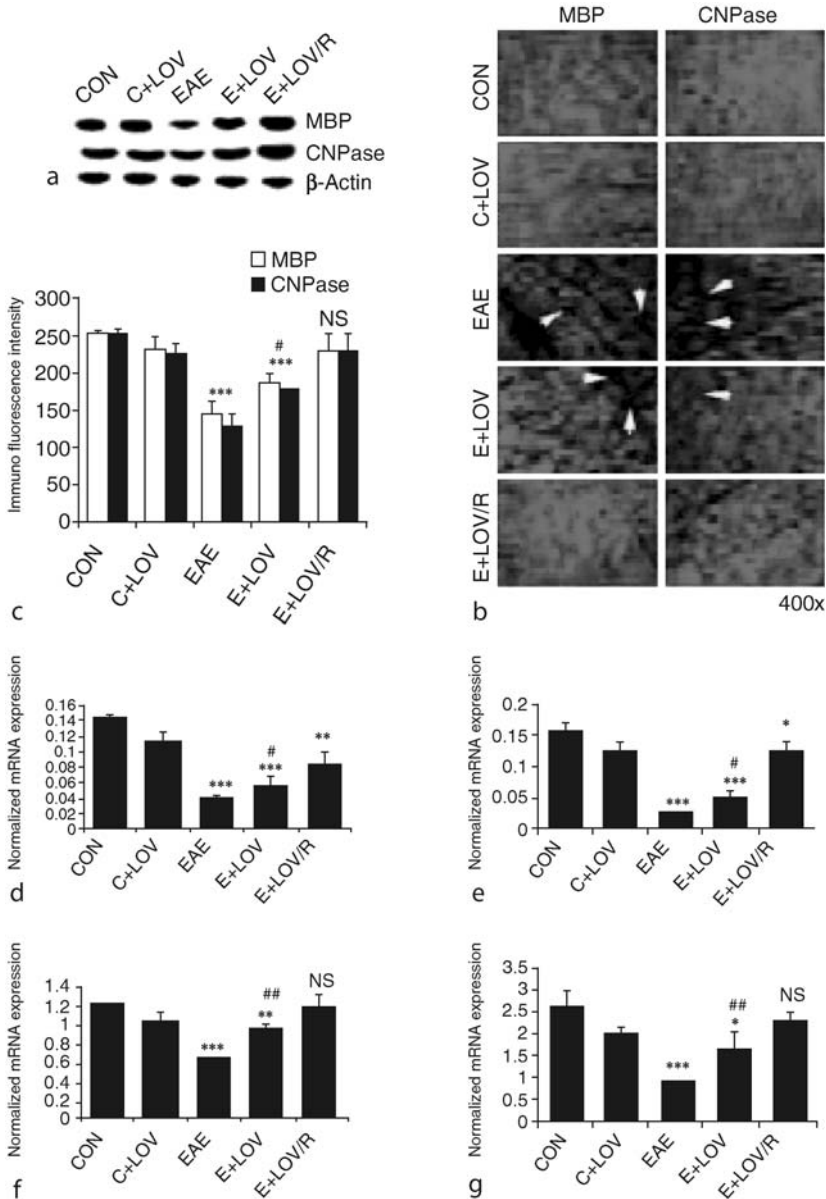 CON C+LOV EAE E+LOV E+LOV/R
MBP
CNPase
β-Actin
a
MBP CNPase
CON
C+LOV
EAE
E+LOV
E+LOV/R
400x
b
MBP
CNPase
Immuno fluorescence intensity
300
250
200
150
100
50
0
***
#
***
NS
CON C+LOV EAE E+LOV E+LOV/R
c
Normalized mRNA expression
0.16
0.14
0.12
0.1
0.08
0.06
0.04
0.02
0
***
#
***
**
CON C+LOV EAE E+LOV E+LOV/R
d
Normalized mRNA expression
0.2
0.15
0.1
0.05
0
***
#
***
*
CON C+LOV EAE E+LOV E+LOV/R
e
Normalized mRNA expression
1.4
1.2
1
0.8
0.6
0.4
0.2
0
***
##
**
NS
CON C+LOV EAE E+LOV E+LOV/R
f
Normalized mRNA expression
3.5
3
2.5
2
1.5
1
0.5
0
***
##
*
NS
CON C+LOV EAE E+LOV E+LOV/R
g